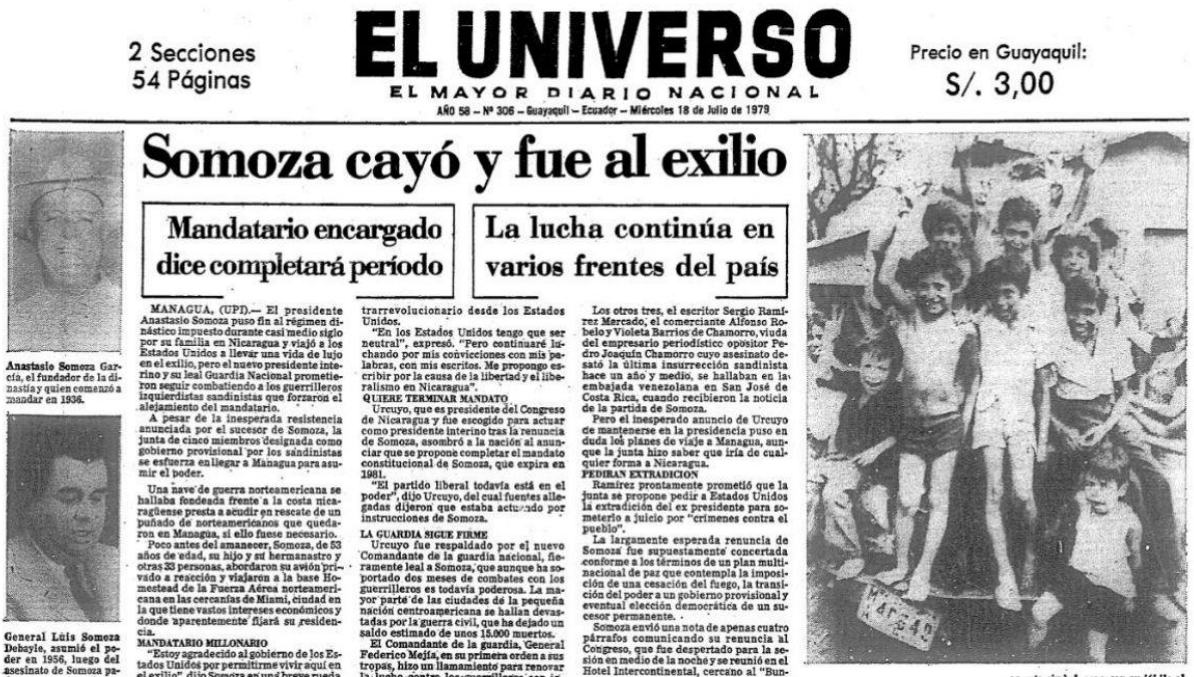 2 Secciones
54 Páginas
EL UNIVERSO
EL MAYOR DIARIO NACIONAL
AÑO 58 – Nº 306 – Guayaquil – Ecuador – Miércoles 18 de Julio de 1979
Precio en Guayaquil:
S/. 3,00
Somoza cayó y fue al exilio
Mandatario encargado
dice completará período
La lucha continúa en
varios frentes del país
Anastasio Somoza Gar-
cía, el fundador de la di-
nastía y quien comenzó a
mandar en 1936.
General Luis Somoza
Debayle, asumió el po-
der en 1956, luego del
asesinato de Somoza pa-
MANAGUA, (UPI).— El presidente
Anastasio Somoza puso fin al régimen di-
nástico impuesto durante casi medio siglo
por su familia en Nicaragua y viajó a los
Estados Unidos a llevar una vida de lujo
en el exilio, pero el nuevo presidente inte-
rino y su leal Guardia Nacional prometie-
ron seguir combatiendo a los guerrilleros
izquierdistas sandinistas que forzaron el
alejamiento del mandatario.
A pesar de la inesperada resistencia
anunciada por el sucesor de Somoza, la
junta de cinco miembros designada como
gobierno provisional por los sandinistas
se esfuerza en llegar a Managua para asu-
mir el poder.
Una nave de guerra norteamericana se
hallaba fondeada frente a la costa nica-
ragüense presta a acudir en rescate de un
puñado de norteamericanos que queda-
ron en Managua, si ello fuese necesario.
Poco antes del amanecer, Somoza, de 53
años de edad, su hijo y su hermanastro y
otras 33 personas, abordaron su avión pri-
vado a reacción y viajaron a la base Ho-
mestead de la Fuerza Aérea norteameri-
cana en las cercanías de Miami, ciudad en
la que tiene vastos intereses económicos y
donde aparentemente fijará su residen-
cia.
MANDATARIO MILLONARIO
"Estoy agradecido al gobierno de los Es-
tados Unidos por permitirme vivir aquí en
el exilio", dijo Somoza en una breve rueda
trarrevolucionario desde los Estados
Unidos.
"En los Estados Unidos tengo que ser
neutral", expresó. "Pero continuaré lu-
chando por mis convicciones con mis pa-
labras, con mis escritos. Me propongo es-
cribir por la causa de la libertad y el libe-
ralismo en Nicaragua".
QUIERE TERMINAR MANDATO
Urcuyo, que es presidente del Congreso
de Nicaragua y fue escogido para actuar
como presidente interino tras la renuncia
de Somoza, asombró a la nación al anun-
ciar que se propone completar el mandato
constitucional de Somoza, que expira en
1981.
"El partido liberal todavía está en el
poder", dijo Urcuyo, del cual fuentes alle-
gadas dijeron que estaba actuando por
instrucciones de Somoza.
LA GUARDIA SIGUE FIRME
Urcuyo fue respaldado por el nuevo
Comandante de la guardia nacional, fie-
ramente leal a Somoza, que aunque ha so-
portado dos meses de combates con los
guerrilleros es todavía poderosa. La ma-
yor parte de las ciudades de la pequeña
nación centroamericana se hallan devas-
tadas por la guerra civil, que ha dejado un
saldo estimado de unos 15.000 muertos.
El Comandante de la guardia, General
Federico Mejía, en su primera orden a sus
tropas, hizo un llamamiento para renovar
la lucha contra los guerrilleros con
Los otros tres, el escritor Sergio Ramí-
rez Mercado, el comerciante Alfonso Ro-
belo y Violeta Barrios de Chamorro, viuda
del empresario periodístico opositor Pe-
dro Joaquín Chamorro cuyo asesinato de-
sató la última insurrección sandinista
hace un año y medio, se hallaban en la
embajada venezolana en San José de
Costa Rica, cuando recibieron la noticia
de la partida de Somoza.
Pero el inesperado anuncio de Urcuyo
de mantenerse en la presidencia puso en
duda los planes de viaje a Managua, aun-
que la junta hizo saber que iría de cual-
quier forma a Nicaragua.
PEDIRAN EXTRADICION
Ramírez prontamente prometió que la
junta se propone pedir a Estados Unidos
la extradición del ex presidente para so-
meterlo a juicio por "crímenes contra el
pueblo".
La largamente esperada renuncia de
Somoza fue supuestamente concertada
conforme a los términos de un plan multi-
nacional de paz que contempla la imposi-
ción de una cesación del fuego, la transi-
ción del poder a un gobierno provisional y
eventual elección democrática de un su-
cesor permanente.
Somoza envió una nota de apenas cuatro
párrafos comunicando su renuncia al
Congreso, que fue despertado para la se-
sión en medio de la noche y se reunió en el
Hotel Intercontinental, cercano al "Bun-